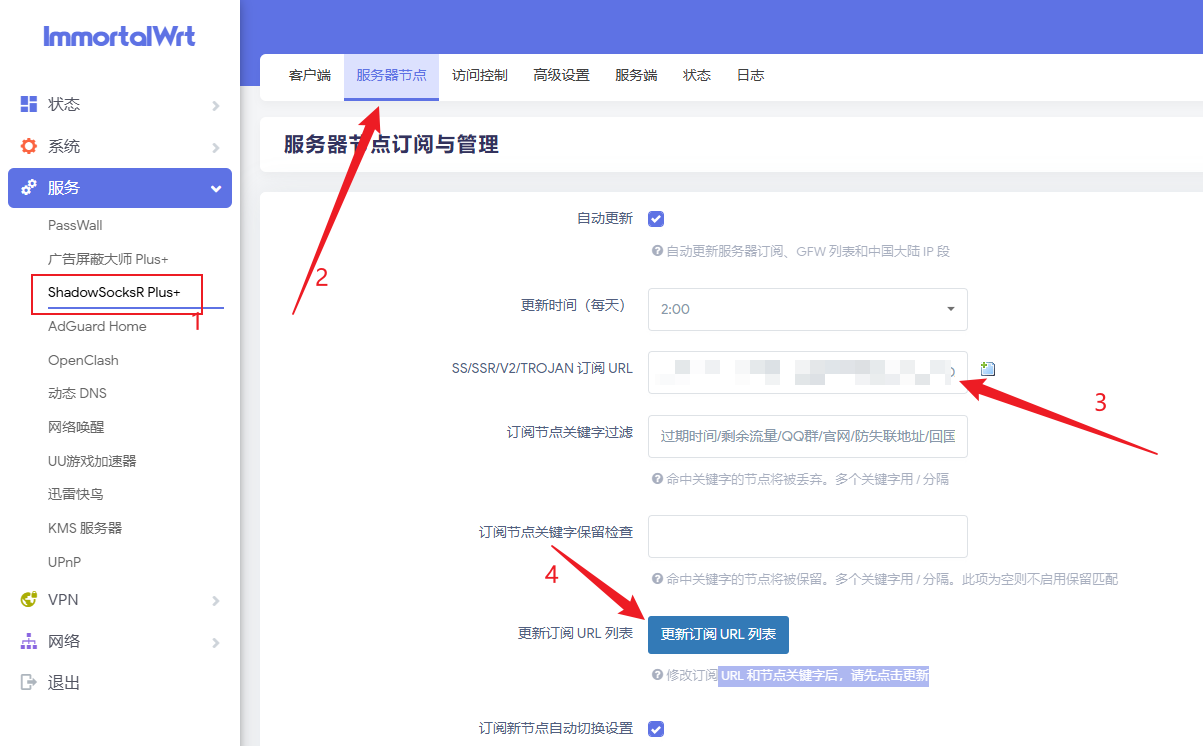 ImmortalWrt
状态
系统
服务
PassWall
广告屏蔽大师 Plus+
ShadowSocksR Plus+
1
AdGuard Home
OpenClash
动态 DNS
网络唤醒
UU游戏加速器
迅雷快鸟
KMS 服务器
UPnP
VPN
网络
退出
客户端 服务器节点 访问控制 高级设置 服务器端 状态 日志
2
服务器节点订阅与管理
自动更新
自动更新服务器订阅、GFW 列表和中国大陆 IP 段
更新时间（每天） 2:00
SS/SSR/V2/TROJAN 订阅 URL
3
订阅节点关键字过滤 过期时间/剩余流量/QQ群/官网/防失联地址/回国
命中关键字的节点将被丢弃。多个关键字用 / 分隔
订阅节点关键字保留检查
4
命中关键字的节点将被保留。多个关键字用 / 分隔。此项为空则不启用保留匹配
更新订阅 URL 列表 更新订阅 URL 列表
修改订阅 URL 和节点关键字后，请先点击更新
订阅新节点自动切换设置